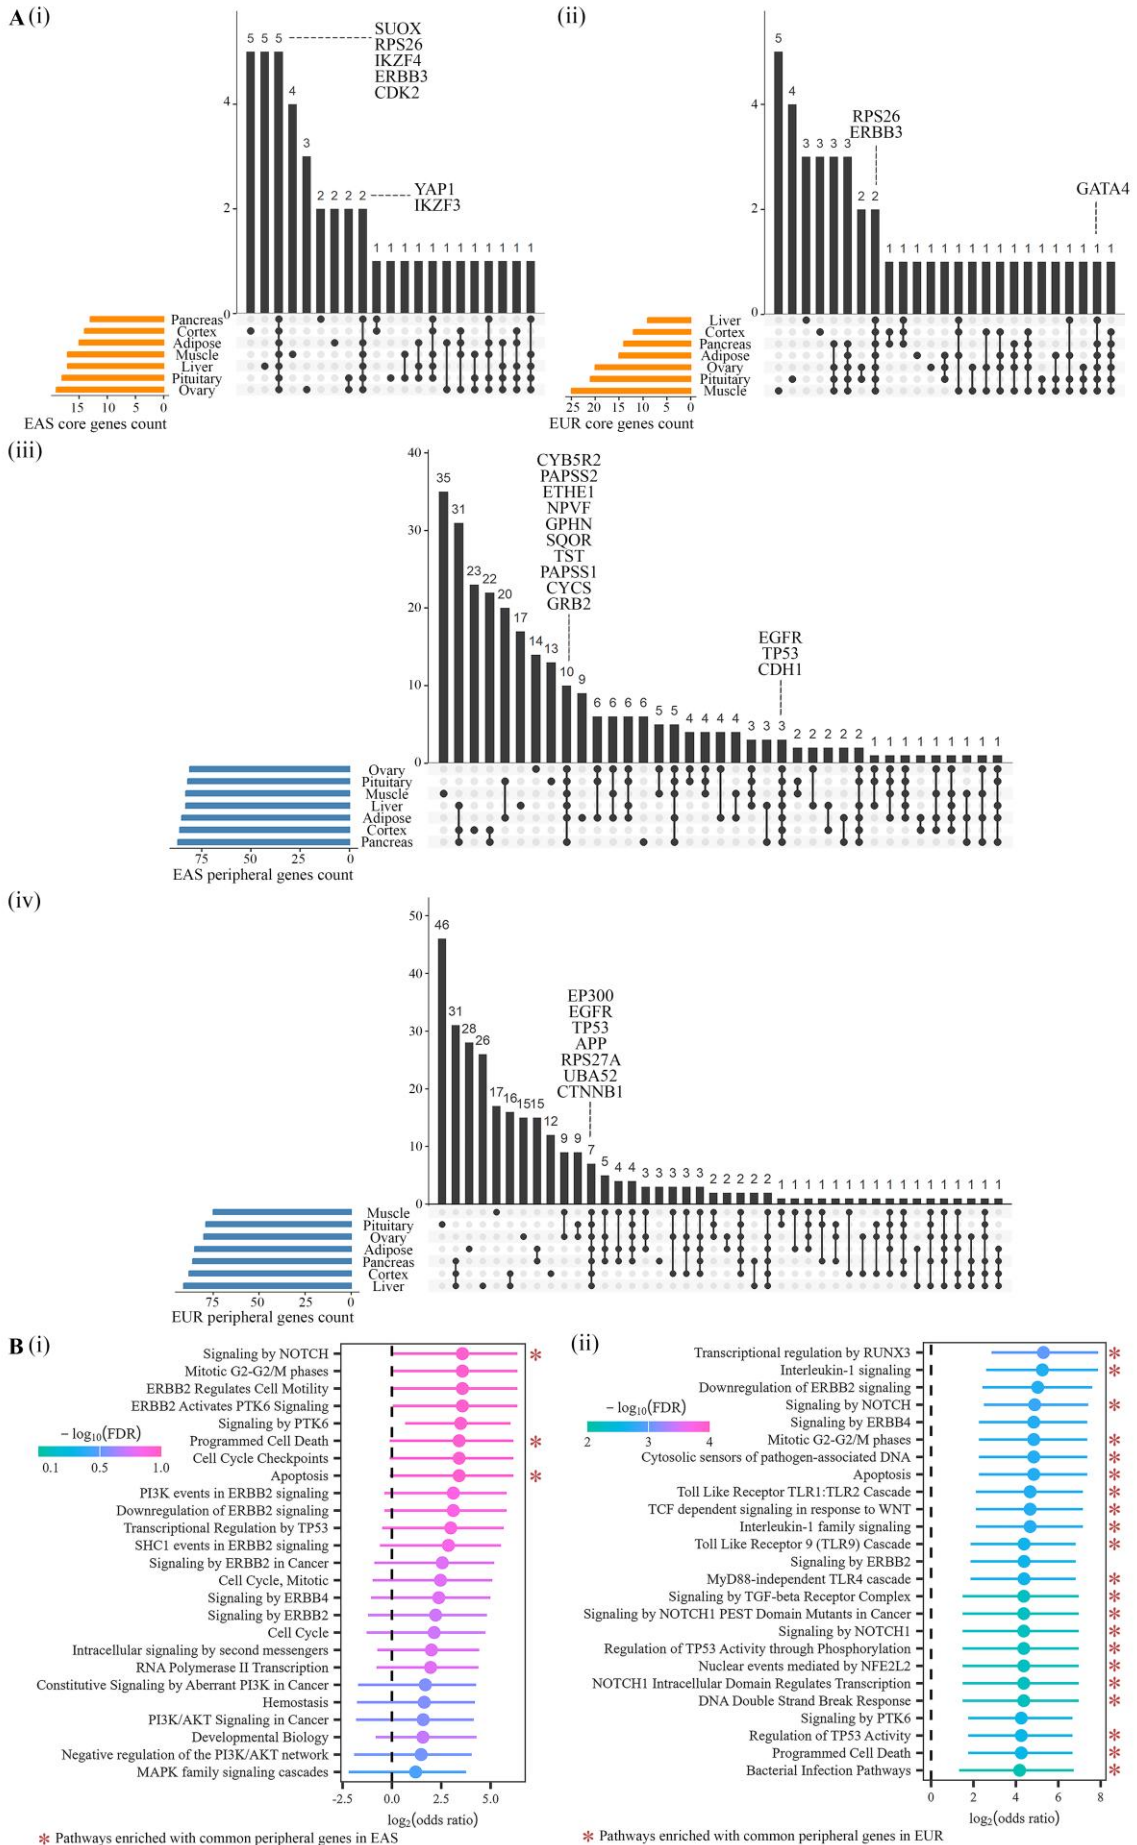 A (i)
5 5 5 4 3 2 2 2 2 1 1 1 1 1 1 1 1 1 1 1 1
SUOX
RPS26
IKZF4
ERBB3
CDK2
YAP1
IKZF3
4
2
0
Pancreas
Cortex
Adipose
Muscle
Liver
Pituitary
Ovary
15 10 5 0
EAS core genes count
(ii)
5 4 3 3 3 3 2 2 1 1 1 1 1 1 1 1 1 1 1 1 1 1 1 1 1
RPS26
ERBB3
GATA4
4
2
0
Liver
Cortex
Pancreas
Adipose
Ovary
Pituitary
Muscle
25 20 15 10 5 0
EUR core genes count
(iii)
40
30
20
10
0
35 31 23 22 20 17 14 13 10 9 6 6 6 6 5 5 4 4 4 4 3 3 3 2 2 2 2 2 1 1 1 1 1 1 1 1 1
CYB5R2
PAPSS2
ETHE1
NPVF
GPHN
SQOR
TST
PAPSS1
CYCS
GRB2
EGFR
TP53
CDH1
Ovary
Pituitary
Muscle
Liver
Adipose
Cortex
Pancreas
75 50 25 0
EAS peripheral genes count
(iv)
50
40
30
20
10
0
46 31 28 26 17 16 15 15 12 9 9 7 5 4 4 3 3 3 3 3 2 2 2 2 2 1 1 1 1 1 1 1 1 1 1 1 1 1 1 1 1 1
EP300
EGFR
TP53
APP
RPS27A
UBA52
CTNNB1
Muscle
Pituitary
Ovary
Adipose
Pancreas
Cortex
Liver
75 50 25 0
EUR peripheral genes count
B (i)
Signaling by NOTCH *
Mitotic G2-G2/M phases
ERBB2 Regulates Cell Motility
ERBB2 Activates PTK6 Signaling
Signaling by PTK6
Programmed Cell Death *
Cell Cycle Checkpoints
Apoptosis *
PI3K events in ERBB2 signaling
Downregulation of ERBB2 signaling
Transcriptional Regulation by TP53
SHC1 events in ERBB2 signaling
Signaling by ERBB2 in Cancer
Cell Cycle, Mitotic
Signaling by ERBB4
Signaling by ERBB2
Cell Cycle
Intracellular signaling by second messengers
RNA Polymerase II Transcription
Constitutive Signaling by Aberrant PI3K in Cancer
Hemostasis
PI3K/AKT Signaling in Cancer
Developmental Biology
Negative regulation of the PI3K/AKT network
MAPK family signaling cascades
− log₁₀(FDR)
0.1 0.5 1.0
-2.5 0 2.5 5.0
log₂(odds ratio)
* Pathways enriched with common peripheral genes in EAS
(ii)
Transcriptional regulation by RUNX3 *
Interleukin-1 signaling *
Downregulation of ERBB2 signaling
Signaling by NOTCH *
Signaling by ERBB4
Mitotic G2-G2/M phases *
Cytosolic sensors of pathogen-associated DNA *
Apoptosis *
Toll Like Receptor TLR1:TLR2 Cascade *
TCF dependent signaling in response to WNT *
Interleukin-1 family signaling *
Toll Like Receptor 9 (TLR9) Cascade *
Signaling by ERBB2
MyD88-independent TLR4 cascade *
Signaling by TGF-beta Receptor Complex *
Signaling by NOTCH1 PEST Domain Mutants in Cancer *
Signaling by NOTCH1 *
Regulation of TP53 Activity through Phosphorylation *
Nuclear events mediated by NFE2L2 *
NOTCH1 Intracellular Domain Regulates Transcription *
DNA Double Strand Break Response *
Signaling by PTK6
Regulation of TP53 Activity *
Programmed Cell Death *
Bacterial Infection Pathways *
− log₁₀(FDR)
2 3 4
0 2 4 6 8
log₂(odds ratio)
* Pathways enriched with common peripheral genes in EUR